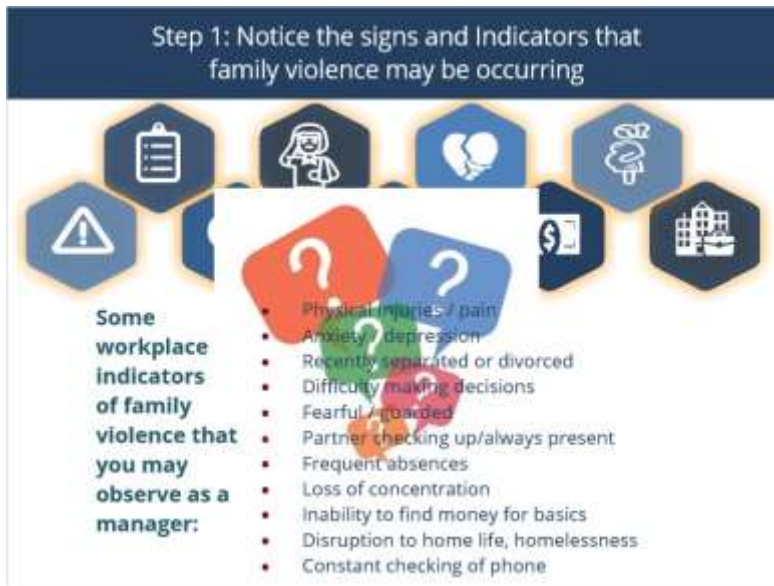 Step 1: Notice the signs and Indicators that
family violence may be occurring
Some
workplace
indicators
of family
violence that
you may
observe as a
manager:
Physical injuries / pain
Anxiety / depression
Recently separated or divorced
Difficulty making decisions
Fearful / guarded
Partner checking up/always present
Frequent absences
Loss of concentration
Inability to find money for basics
Disruption to home life, homelessness
Constant checking of phone